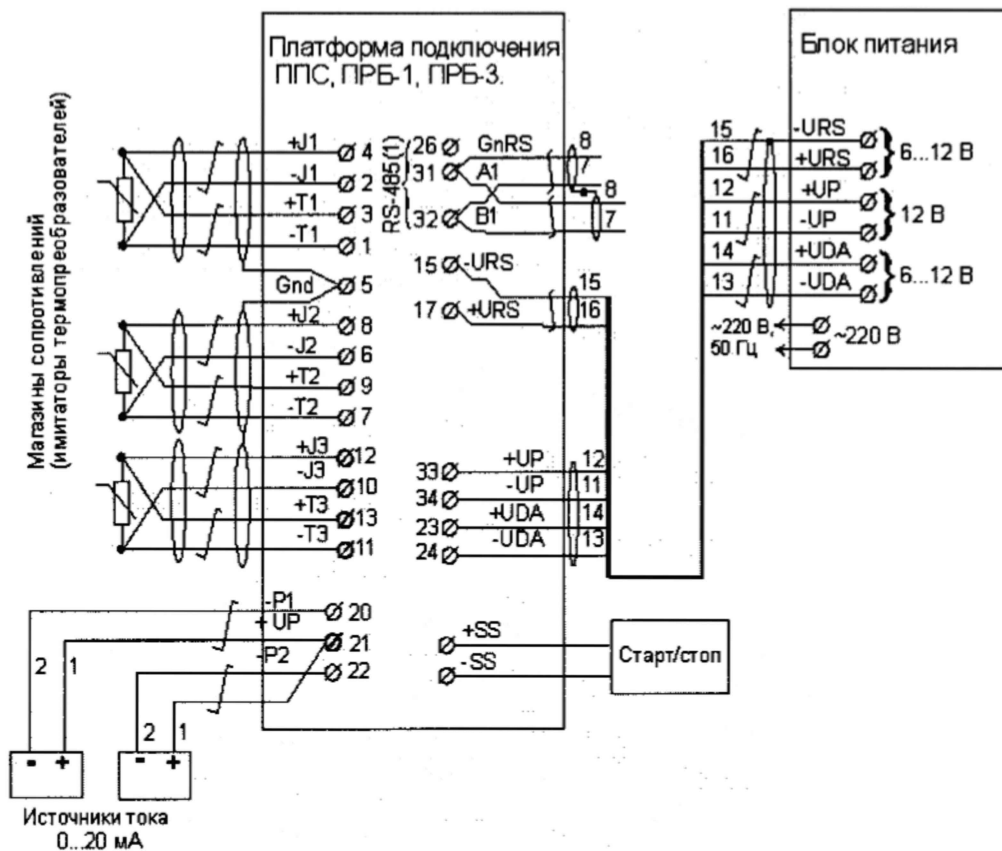 Платформа подключения
ППС, ПРБ-1, ПРБ-3.
Блок питания
Магазины сопротивлений
(имитаторы термопреобразователей)
+J1 4
-J1 2
+T1 3
-T1 1
Gnd 5
+J2 8
-J2 6
+T2 9
-T2 7
+J3 12
-J3 10
+T3 13
-T3 11
-P1 20
+UP 21
-P2 22
2 1
2 1
- +
- +
Источники тока
0...20 мА
RS-485(1)
26 GnRS 8
31 A1 7
8
32 B1 7
15 -URS 15
17 +URS 16
33 +UP 12
34 -UP 11
23 +UDA 14
24 -UDA 13
+SS
-SS
Старт/стоп
15 -URS
16 +URS
6...12 В
12 +UP
11 -UP
12 В
14 +UDA
13 -UDA
6...12 В
~220 В,
50 Гц
~220 В